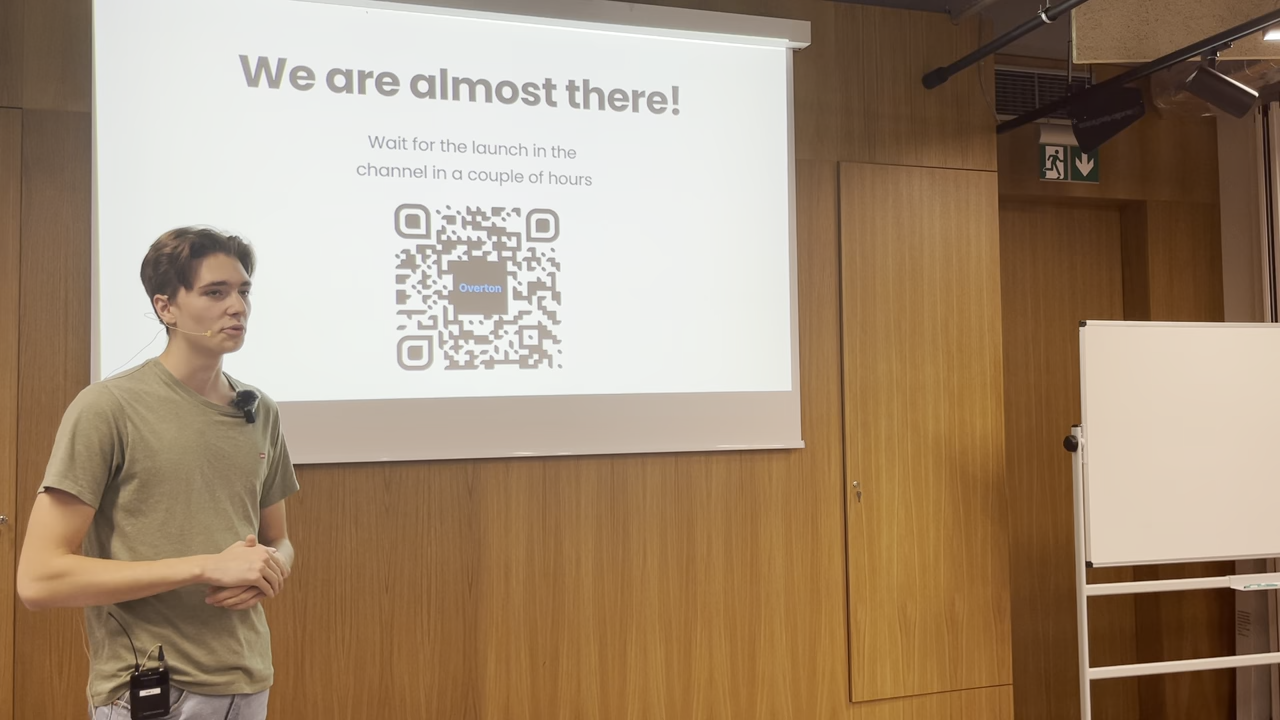 We are almost there!
Wait for the launch in the
channel in a couple of hours
Overton